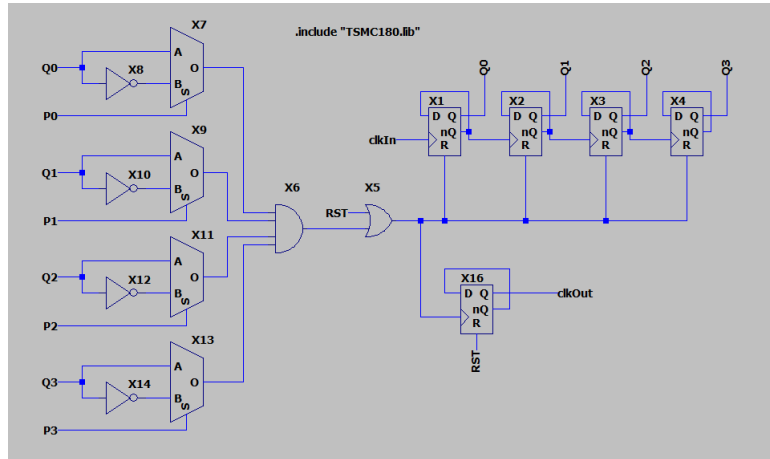 .include "TSMC180.lib"
X7
A
O
B
S
Q0
X8
P0
X9
A
O
B
S
Q1
X10
P1
X11
A
O
B
S
Q2
X12
P2
X13
A
O
B
S
Q3
X14
P3
X6
X5
RST
clkIn
X1
D Q
nQ
R
Q0
X2
D Q
nQ
R
Q1
X3
D Q
nQ
R
Q2
X4
D Q
nQ
R
Q3
X16
D Q
nQ
R
clkOut
RST